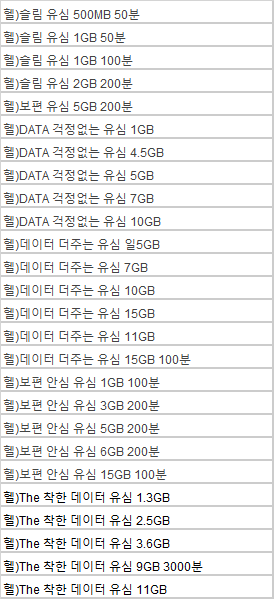 헬)슬림 유심 500MB 50분
헬)슬림 유심 1GB 50분
헬)슬림 유심 1GB 100분
헬)슬림 유심 2GB 200분
헬)보편 유심 5GB 200분
헬)DATA 걱정없는 유심 1GB
헬)DATA 걱정없는 유심 4.5GB
헬)DATA 걱정없는 유심 5GB
헬)DATA 걱정없는 유심 7GB
헬)DATA 걱정없는 유심 10GB
헬)데이터 더주는 유심 일5GB
헬)데이터 더주는 유심 7GB
헬)데이터 더주는 유심 10GB
헬)데이터 더주는 유심 15GB
헬)데이터 더주는 유심 11GB
헬)데이터 더주는 유심 15GB 100분
헬)보편 안심 유심 1GB 100분
헬)보편 안심 유심 3GB 200분
헬)보편 안심 유심 5GB 200분
헬)보편 안심 유심 6GB 200분
헬)보편 안심 유심 15GB 100분
헬)The 착한 데이터 유심 1.3GB
헬)The 착한 데이터 유심 2.5GB
헬)The 착한 데이터 유심 3.6GB
헬)The 착한 데이터 유심 9GB 3000분
헬)The 착한 데이터 유심 11GB